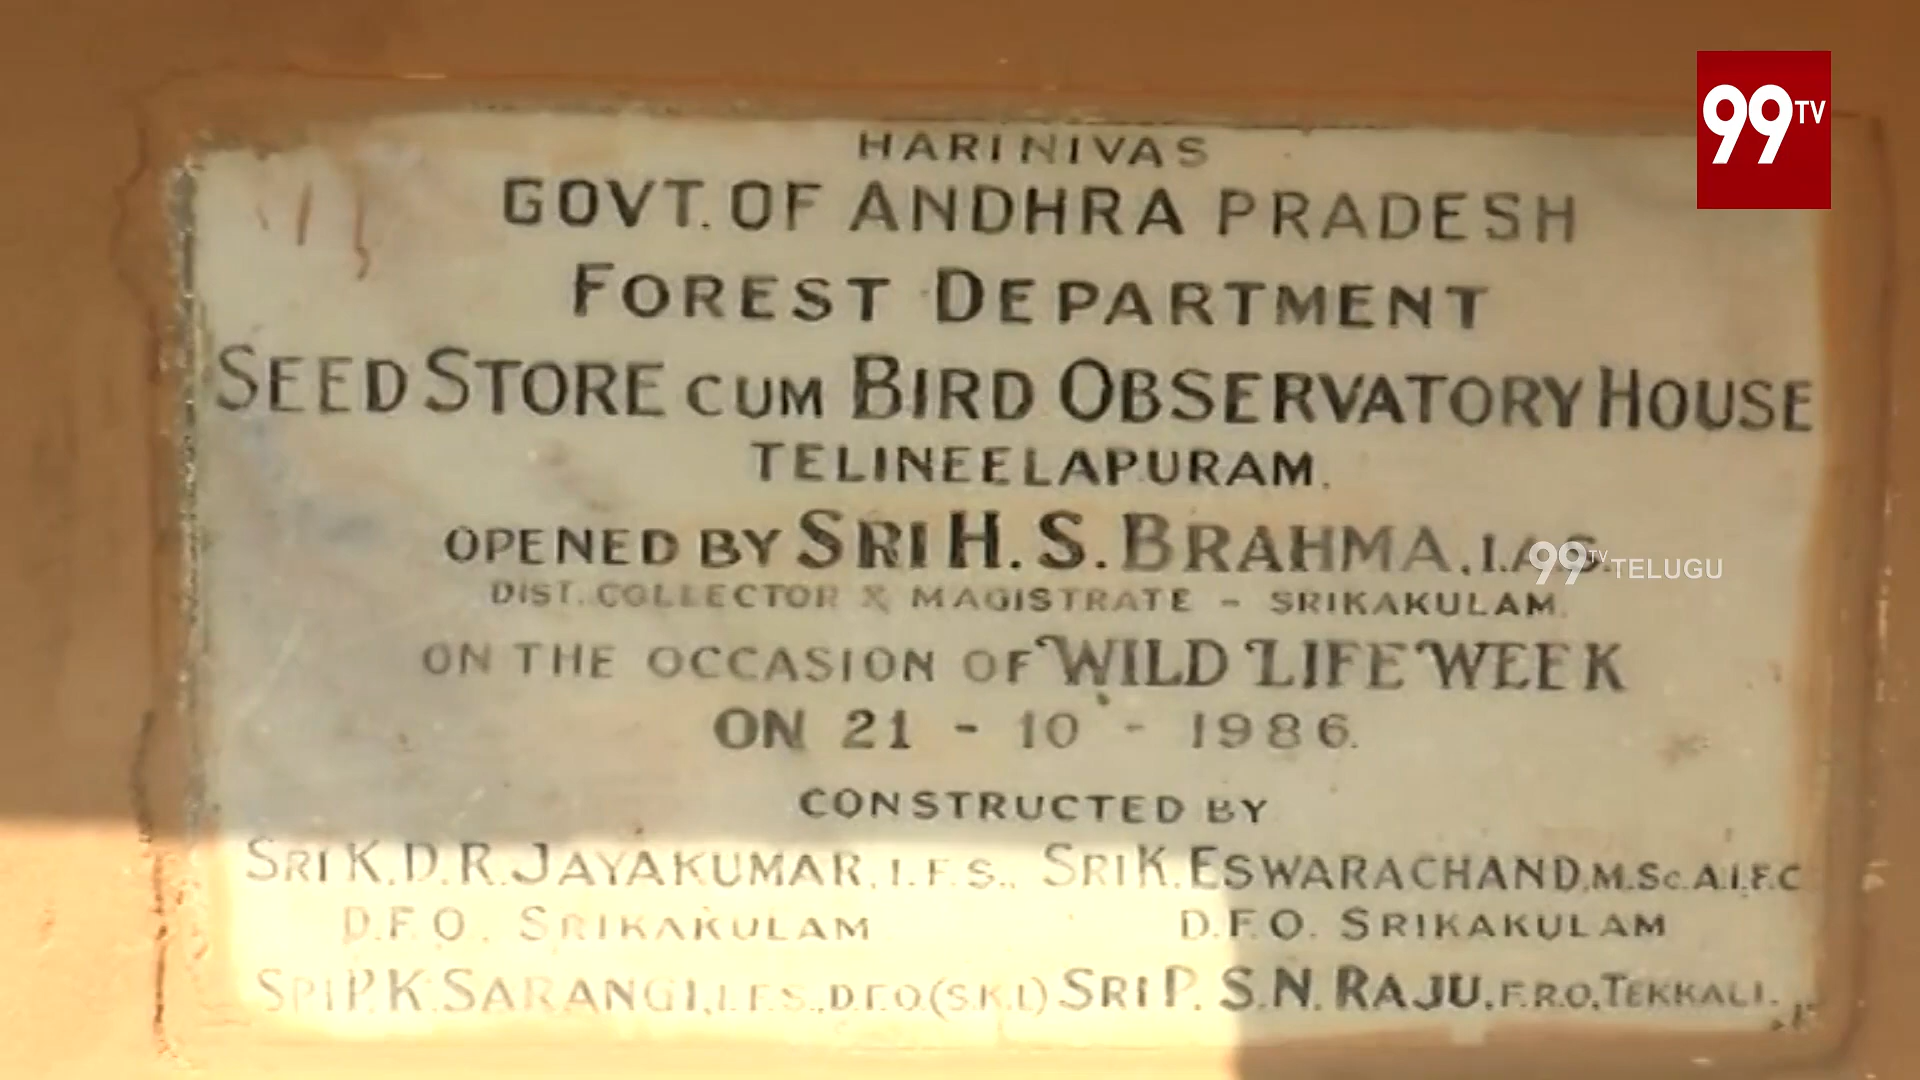 99TV
HARINIVAS
GOVT. OF ANDHRA PRADESH
FOREST DEPARTMENT
SEED STORE CUM BIRD OBSERVATORY HOUSE
TELINEELAPURAM.
OPENED BY SRI H. S. BRAHMA, I.A.S.
99TV TELUGU
DIST. COLLECTOR & MAGISTRATE - SRIKAKULAM.
ON THE OCCASION OF WILD LIFE WEEK
ON 21 - 10 - 1986.
CONSTRUCTED BY
SRI K. D. R. JAYAKUMAR, I.F.S., SRI K. ESWARACHAND, M.Sc. A.I.F.C
D.F.O. SRIKAKULAM D.F.O. SRIKAKULAM
SRI P. K. SARANGI, I.F.S., D.F.O. (S.K.L) SRI P. S. N. RAJU, F.R.O, TEKKALI.